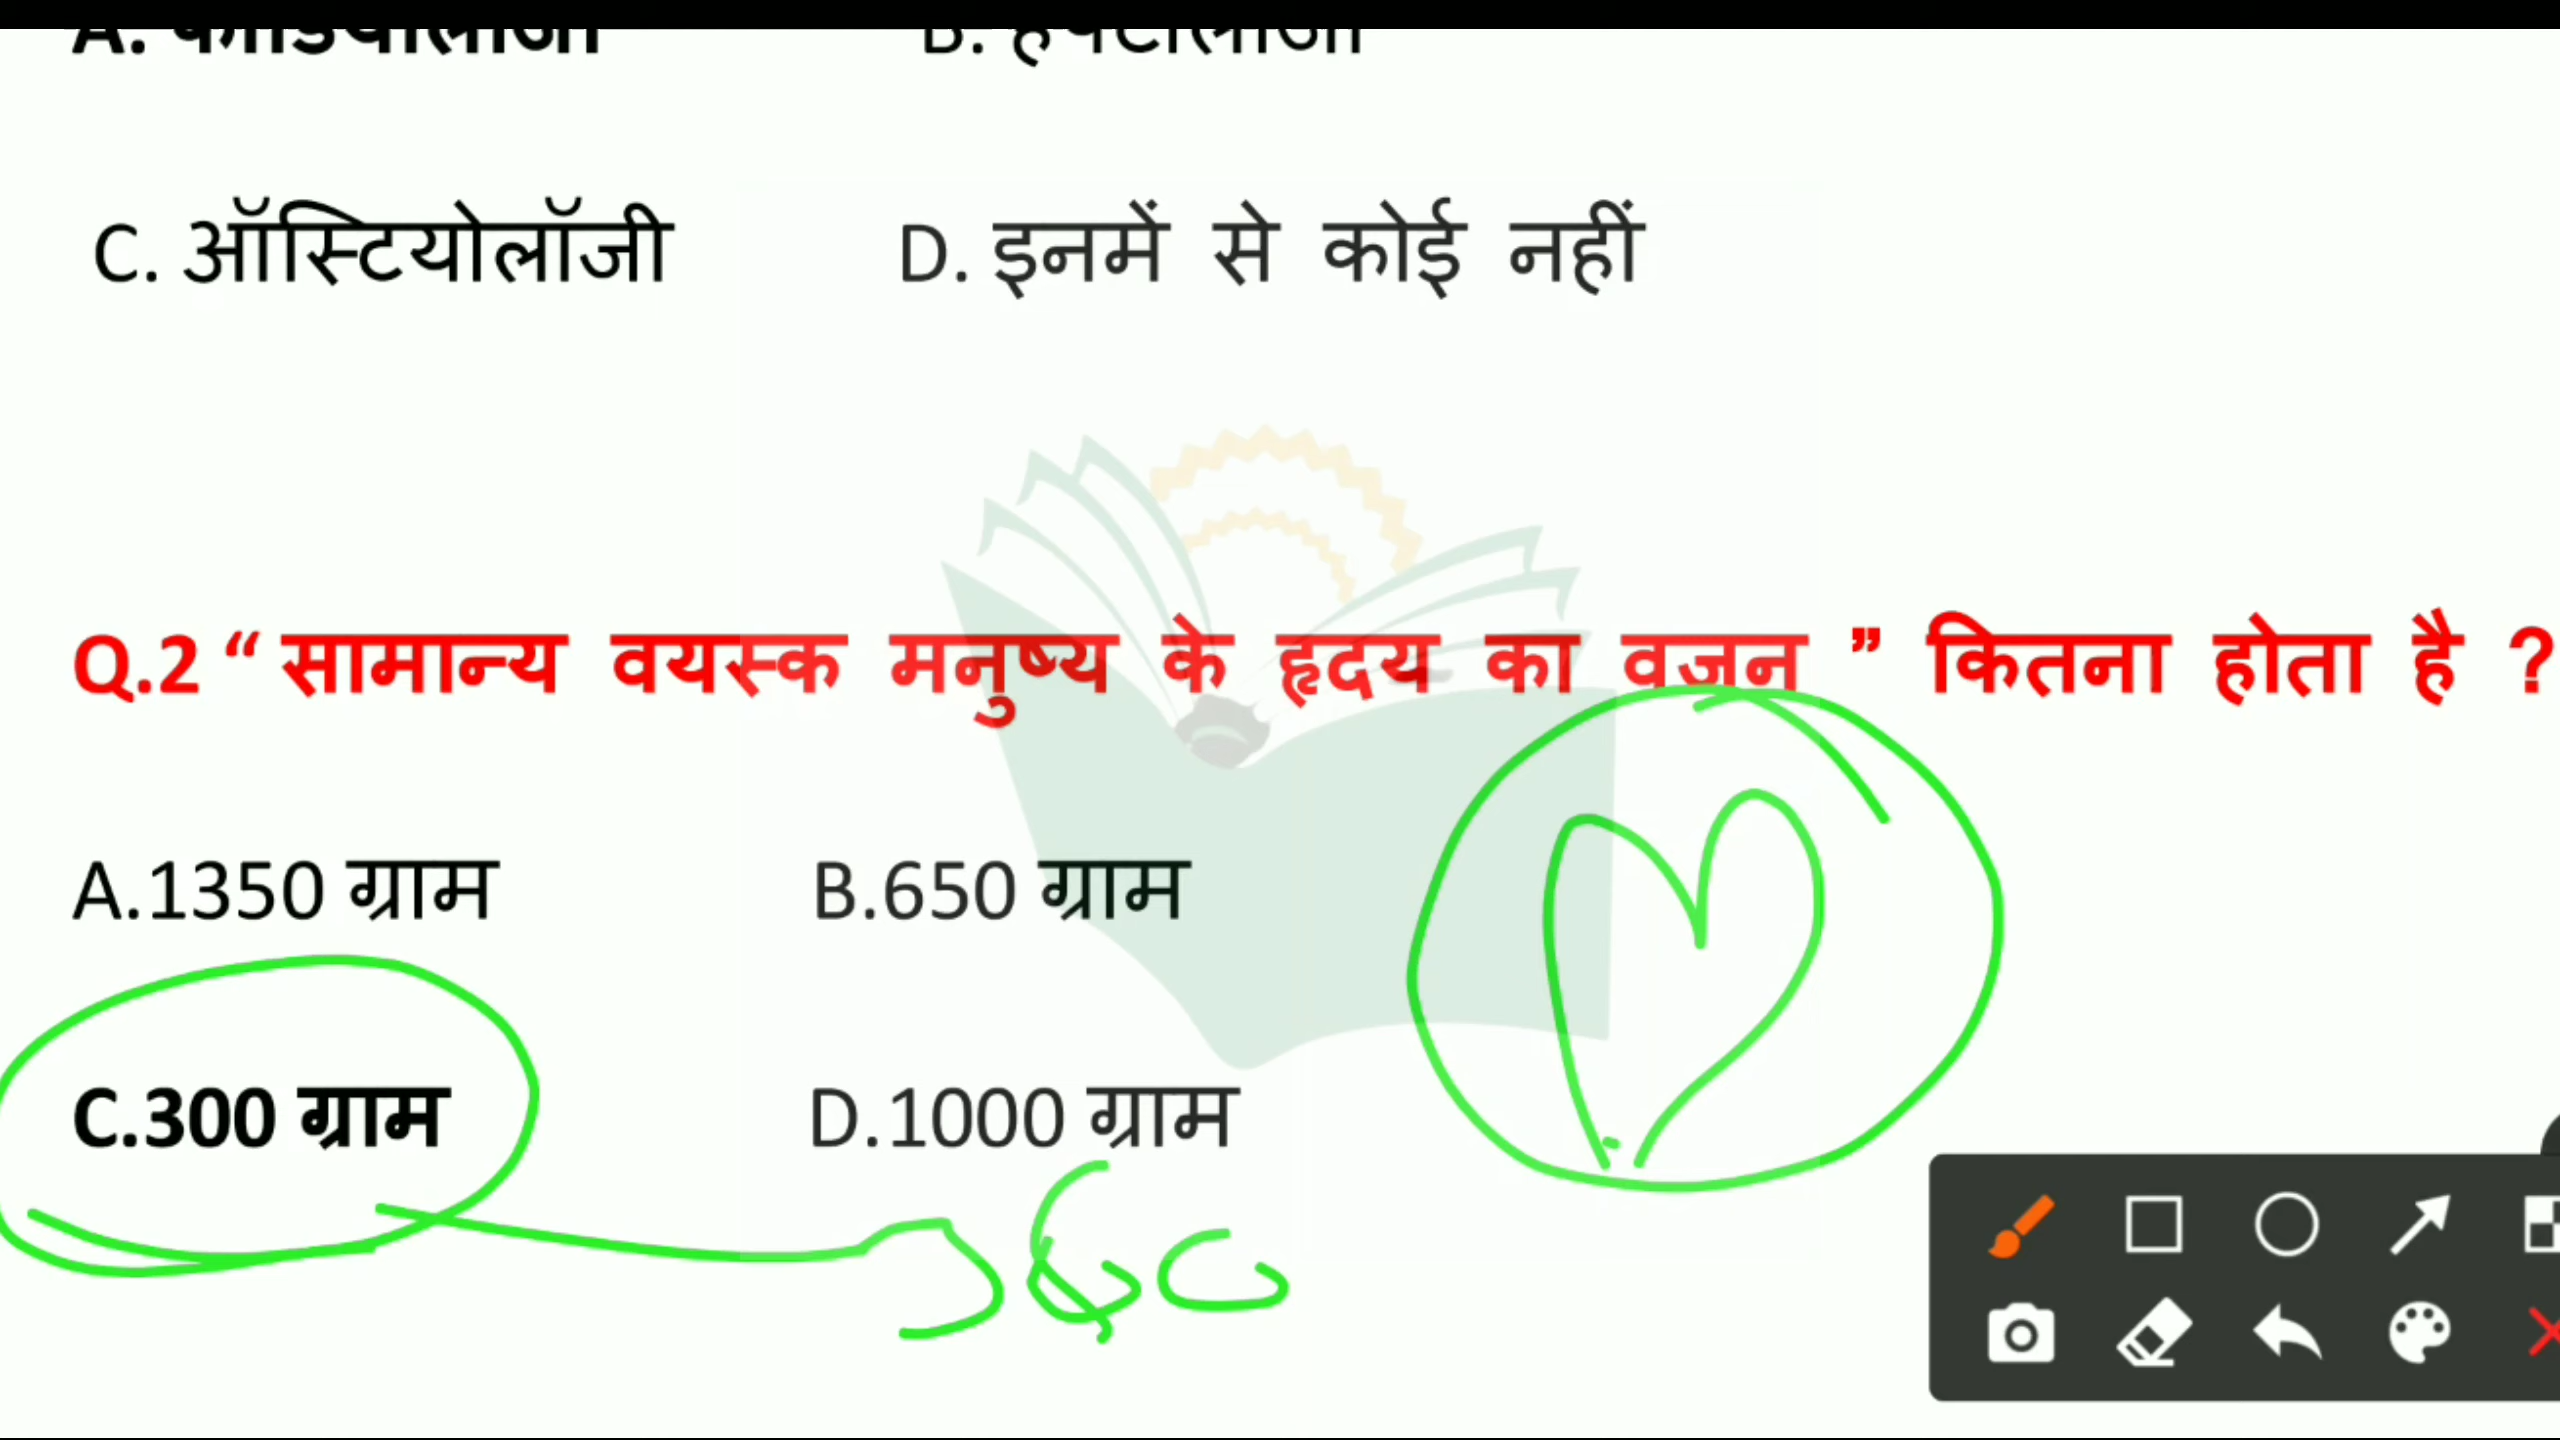 A. कार्डियोलॉजी B. हेपेटोलॉजी
C. ऑस्टियोलॉजी D. इनमें से कोई नहीं
Q.2 “ सामान्य वयस्क मनुष्य के हृदय का वजन ” कितना होता है ?
A.1350 ग्राम B.650 ग्राम
C.300 ग्राम D.1000 ग्राम